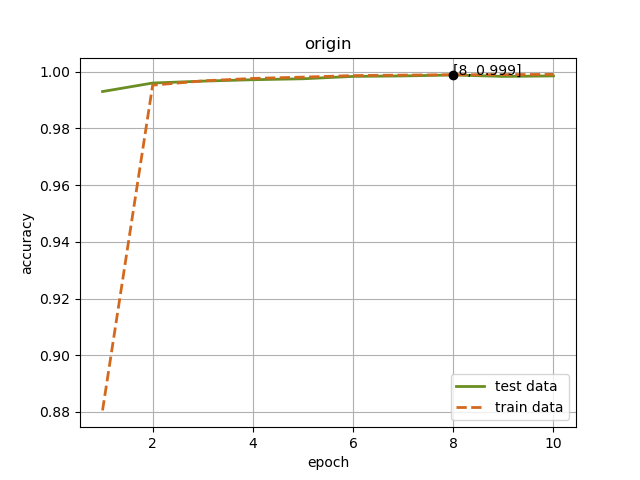 origin
[8, 0.999]
1.00
0.98
0.96
0.94
0.92
0.90
0.88
accuracy
test data
train data
2 4 6 8 10
epoch